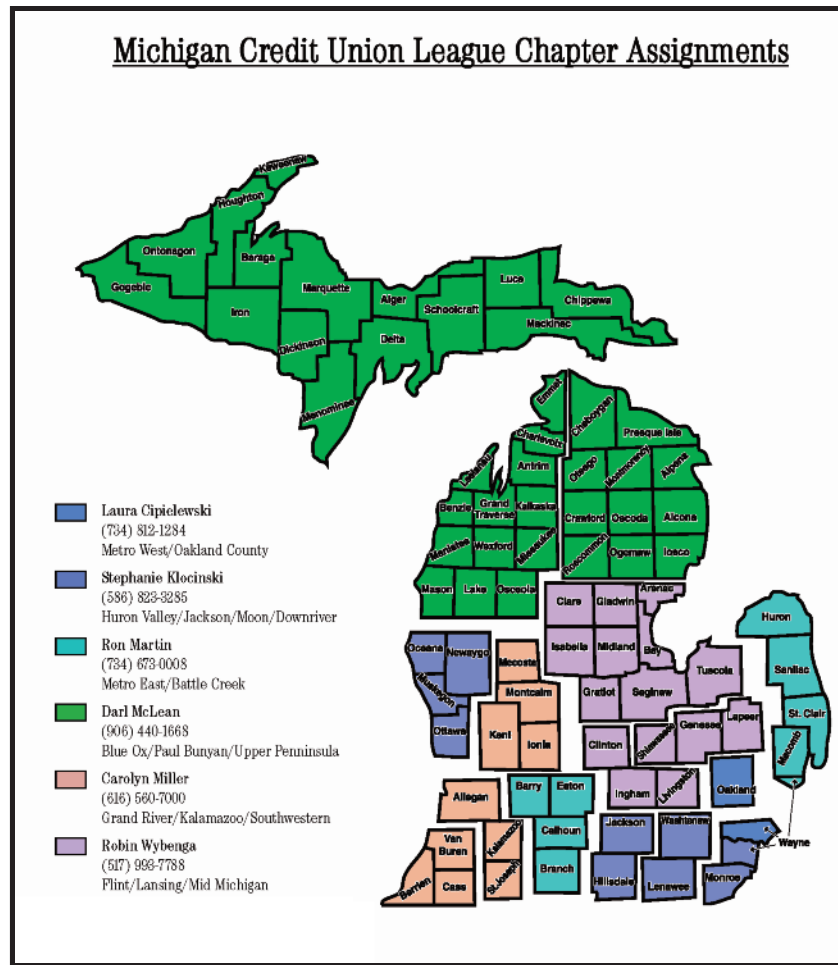 Michigan Credit Union League Chapter Assignments
Keweenaw
Houghton
Ontonagon
Baraga
Gogebic
Marquette
Luce
Alger
Chippewa
Iron
Schoolcraft
Mackinac
Dickinson
Delta
Menominee
Emmet
Cheboygan
Charlevoix
Presque Isle
Leelanau
Antrim
Otsego
Montmorency
Alpena
Benzie
Grand
Traverse
Kalkaska
Crawford
Oscoda
Alcona
Manistee
Wexford
Missaukee
Roscommon
Ogemaw
Iosco
Mason
Lake
Osceola
Clare
Gladwin
Arenac
Huron
Oceana
Newaygo
Mecosta
Isabella
Midland
Bay
Tuscola
Sanilac
Muskegon
Montcalm
Gratiot
Saginaw
Ottawa
Kent
Ionia
Clinton
Shiawassee
Genesee
Lapeer
St. Clair
Macomb
Allegan
Barry
Eaton
Ingham
Livingston
Oakland
Van
Buren
Kalamazoo
Calhoun
Jackson
Washtenaw
Wayne
Berrien
Cass
St. Joseph
Branch
Hillsdale
Lenawee
Monroe
Laura Cipielewski
(734) 812-1284
Metro West/Oakland County
Stephanie Klocinski
(586) 823-3285
Huron Valley/Jackson/Moon/Downriver
Ron Martin
(734) 673-0008
Metro East/Battle Creek
Darl McLean
(906) 440-1668
Blue Ox/Paul Bunyan/Upper Penninsula
Carolyn Miller
(616) 560-7000
Grand River/Kalamazoo/Southwestern
Robin Wybenga
(517) 993-7788
Flint/Lansing/Mid Michigan